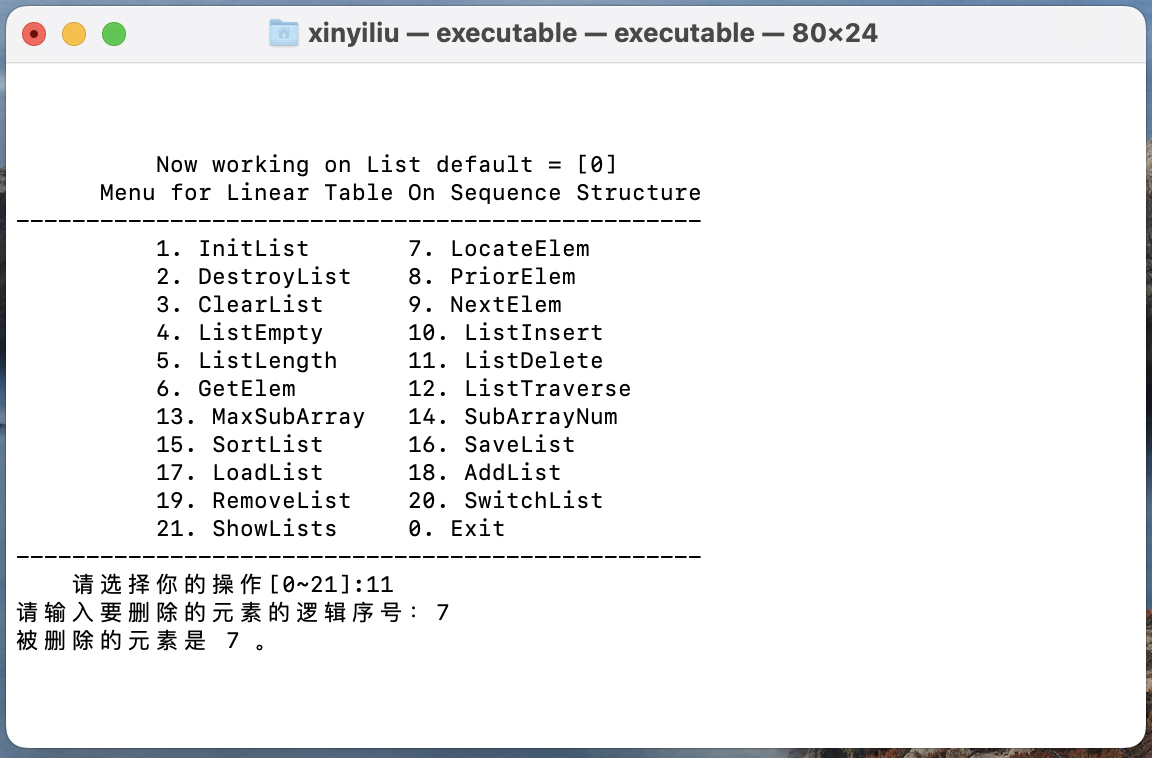 xinyiliu — executable — executable — 80×24
Now working on List default = [0]
Menu for Linear Table On Sequence Structure
-------------------------------------------------
1. InitList 7. LocateElem
2. DestroyList 8. PriorElem
3. ClearList 9. NextElem
4. ListEmpty 10. ListInsert
5. ListLength 11. ListDelete
6. GetElem 12. ListTraverse
13. MaxSubArray 14. SubArrayNum
15. SortList 16. SaveList
17. LoadList 18. AddList
19. RemoveList 20. SwitchList
21. ShowLists 0. Exit
-------------------------------------------------
请选择你的操作[0~21]:11
请输入要删除的元素的逻辑序号：7
被删除的元素是 7 。